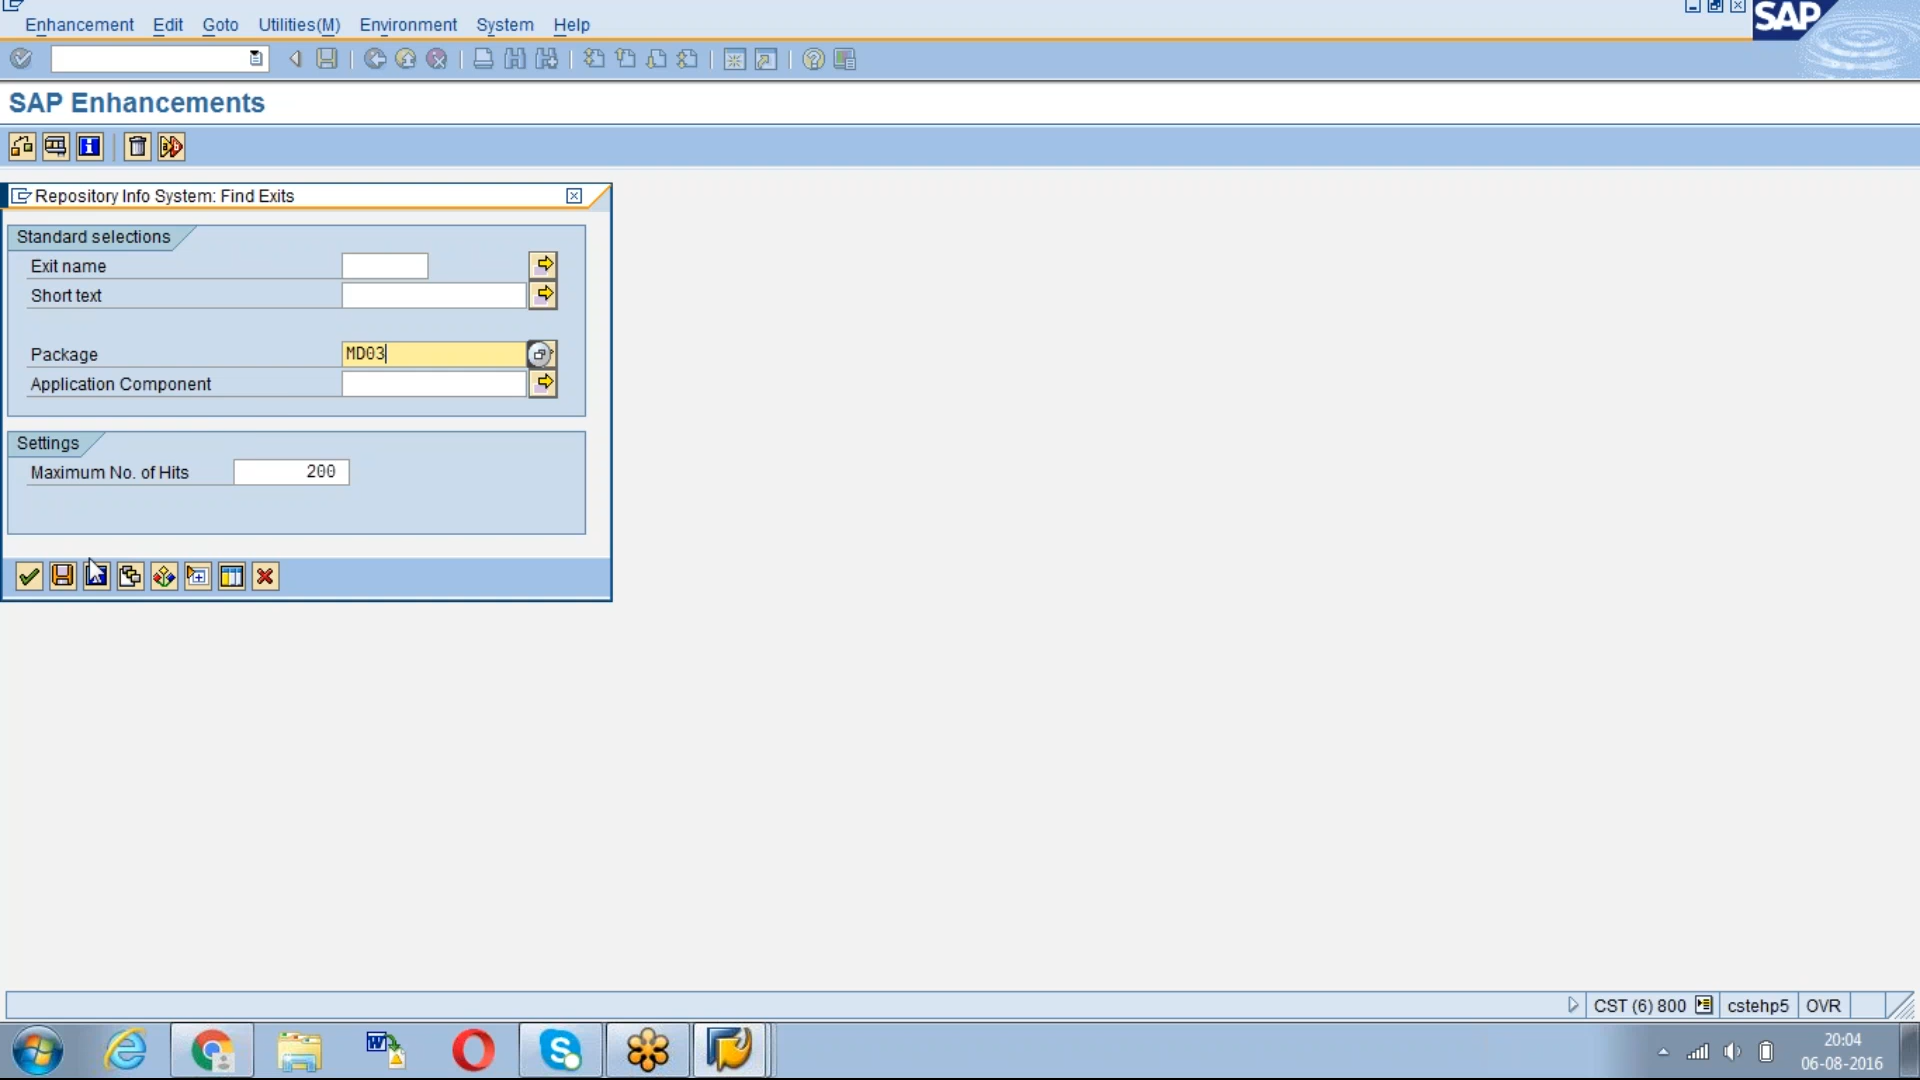 Enhancement Edit Goto Utilities(M) Environment System Help
SAP
SAP Enhancements
Repository Info System: Find Exits
Standard selections
Exit name
Short text
Package MD03
Application Component
Settings
Maximum No. of Hits 200
CST (6) 800 cstehp5 OVR
20:04
06-08-2016